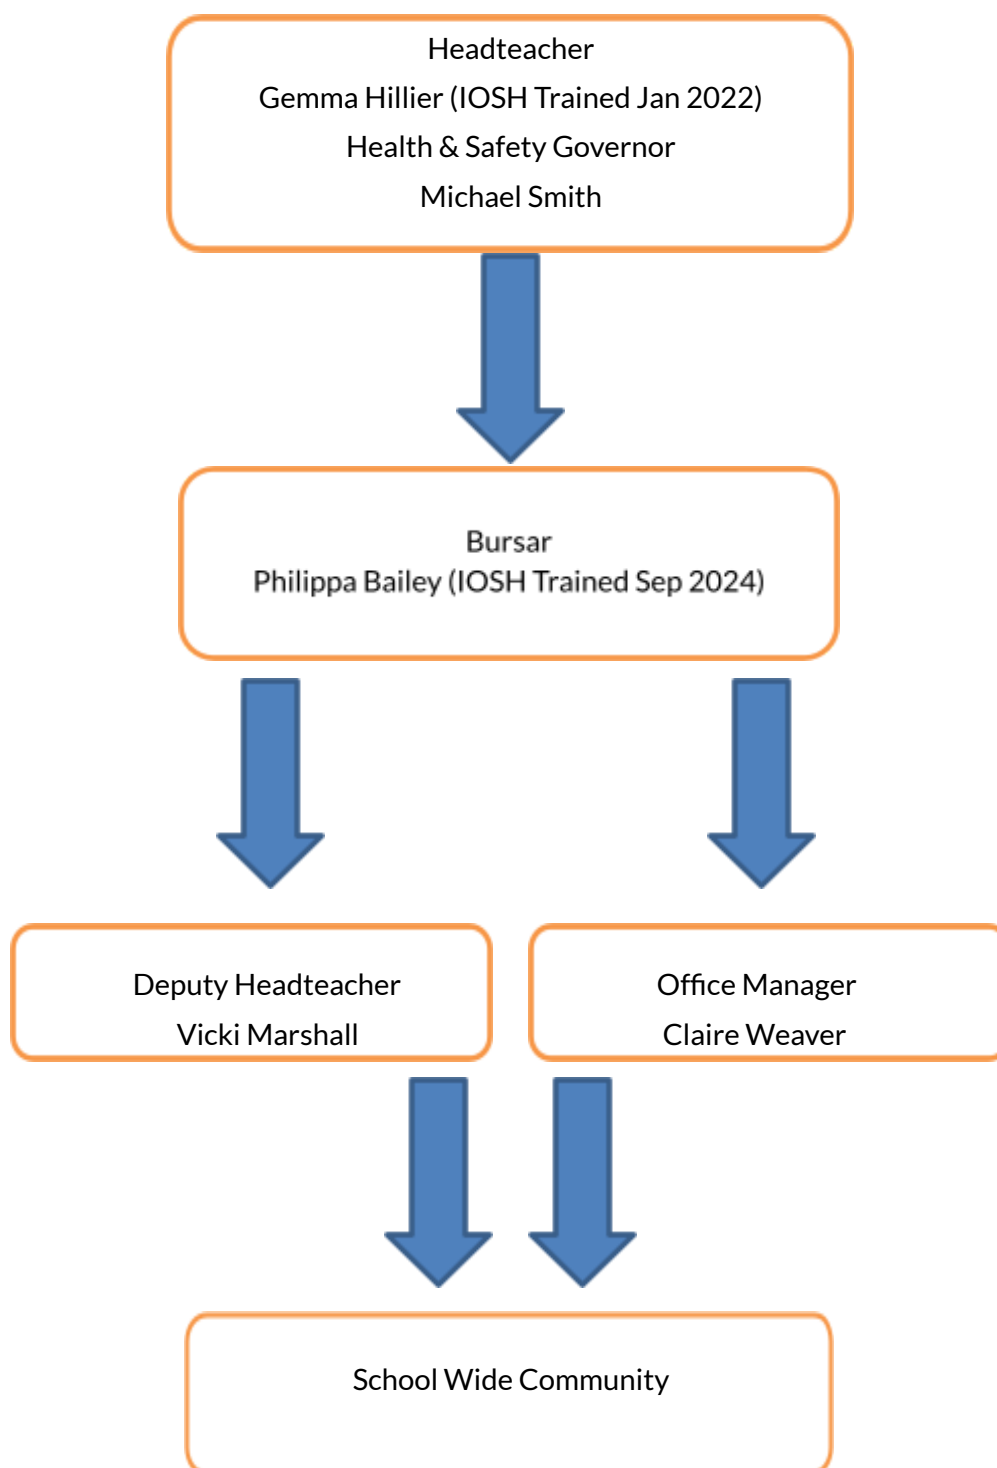 Headteacher
Gemma Hillier (IOSH Trained Jan 2022)
Health & Safety Governor
Michael Smith
Bursar
Philippa Bailey (IOSH Trained Sep 2024)
Deputy Headteacher
Vicki Marshall
Office Manager
Claire Weaver
School Wide Community